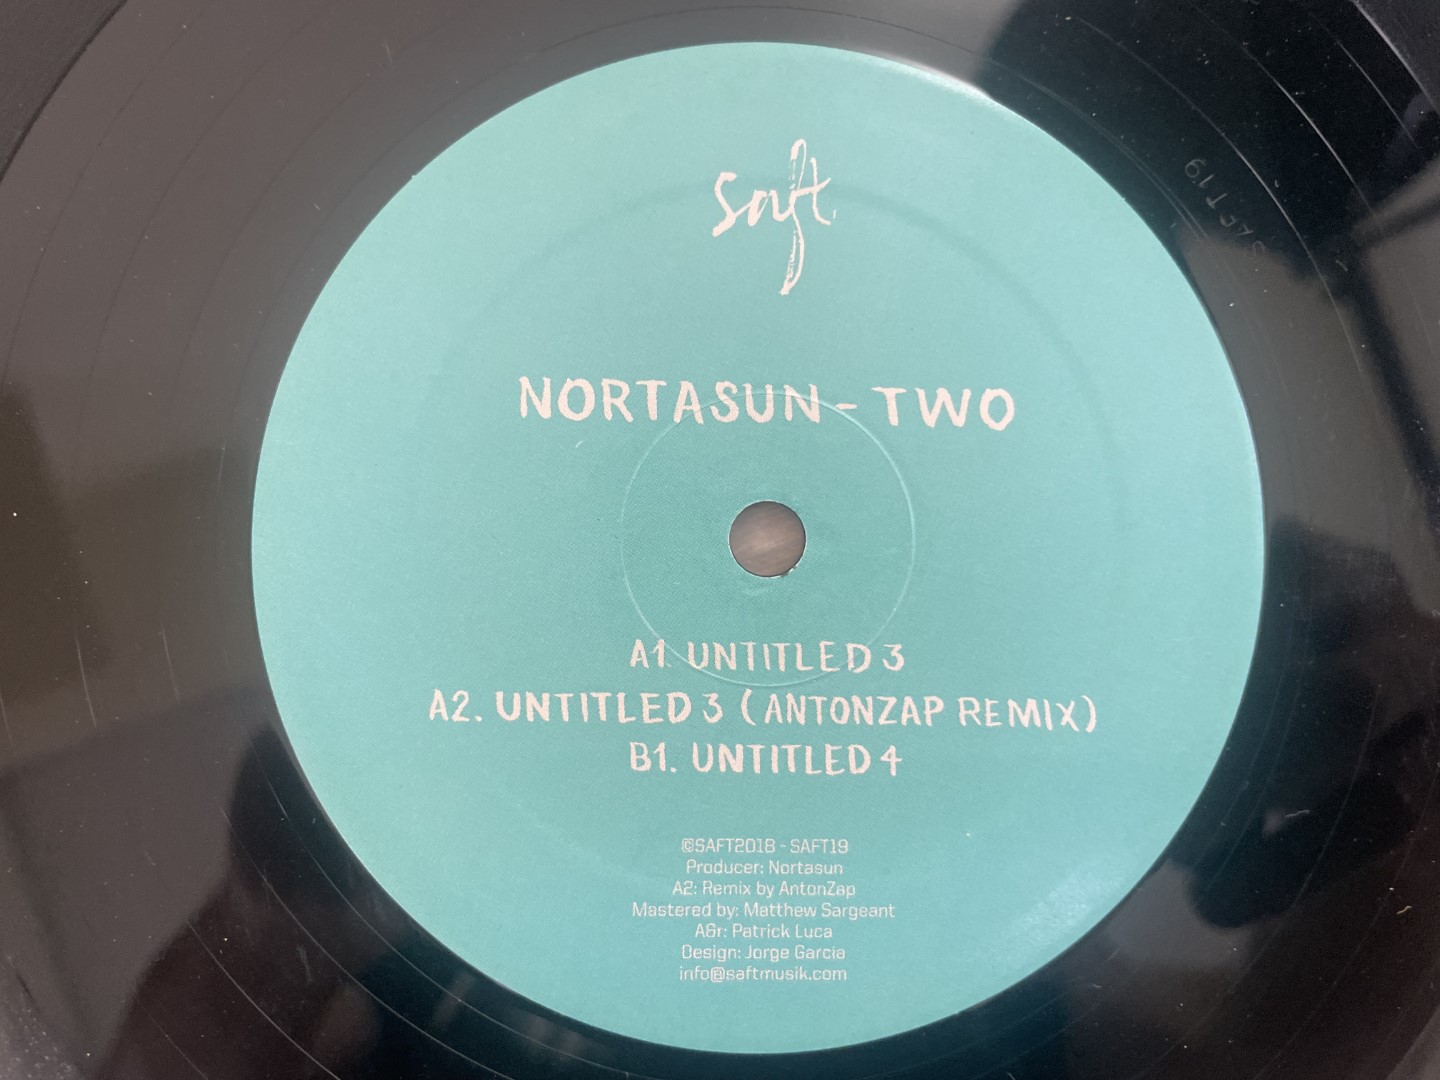 saft
NORTASUN - TWO
A1. UNTITLED 3
A2. UNTITLED 3 (ANTONZAP REMIX)
B1. UNTITLED 4
©SAFT2018 - SAFT19
Producer: Nortasun
A2: Remix by AntonZap
Mastered by: Matthew Sargeant
A&r: Patrick Luca
Design: Jorge Garcia
info@saftmusik.com
SAFT19